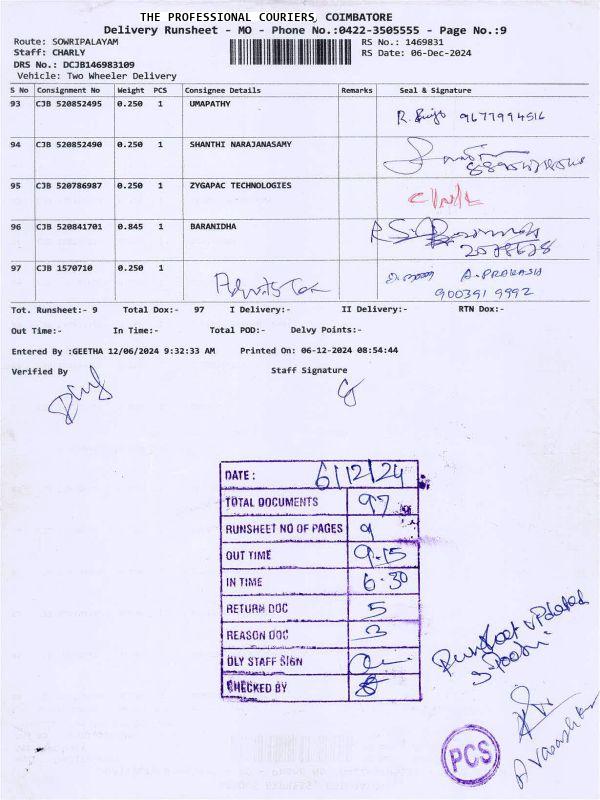 THE PROFESSIONAL COURIERS, COIMBATORE
Delivery Runsheet - MO - Phone No.:0422-3505555 - Page No.:9
Route: SOWRIPALAYAM RS No.: 1469831
Staff: CHARLY RS Date: 06-Dec-2024
DRS No.: DCJB146983109
Vehicle: Two Wheeler Delivery
S No Consignment No Weight PCS Consignee Details Remarks Seal & Signature
93 CJB 520852495 0.250 1 UMAPATHY
9677994516
94 CJB 520852490 0.250 1 SHANTHI NARAJANASAMY
95 CJB 520786987 0.250 1 ZYGAPAC TECHNOLOGIES
96 CJB 520841701 0.845 1 BARANIDHA
97 CJB 1570710 0.250 1 A.PRAKASH
900391 9992
Tot. Runsheet:- 9 Total Dox:- 97 I Delivery:- II Delivery:- RTN Dox:-
Out Time:- In Time:- Total POD:- Delvy Points:-
Entered By :GEETHA 12/06/2024 9:32:33 AM Printed On: 06-12-2024 08:54:44
Verified By Staff Signature
DATE : 6/12/24
TOTAL DOCUMENTS 97
RUNSHEET NO OF PAGES 9
OUT TIME 9.15
IN TIME 6.30
RETURN DOC 5
REASON DOC 3
DLY STAFF SIGN
CHECKED BY
Runsheet updated
PCS